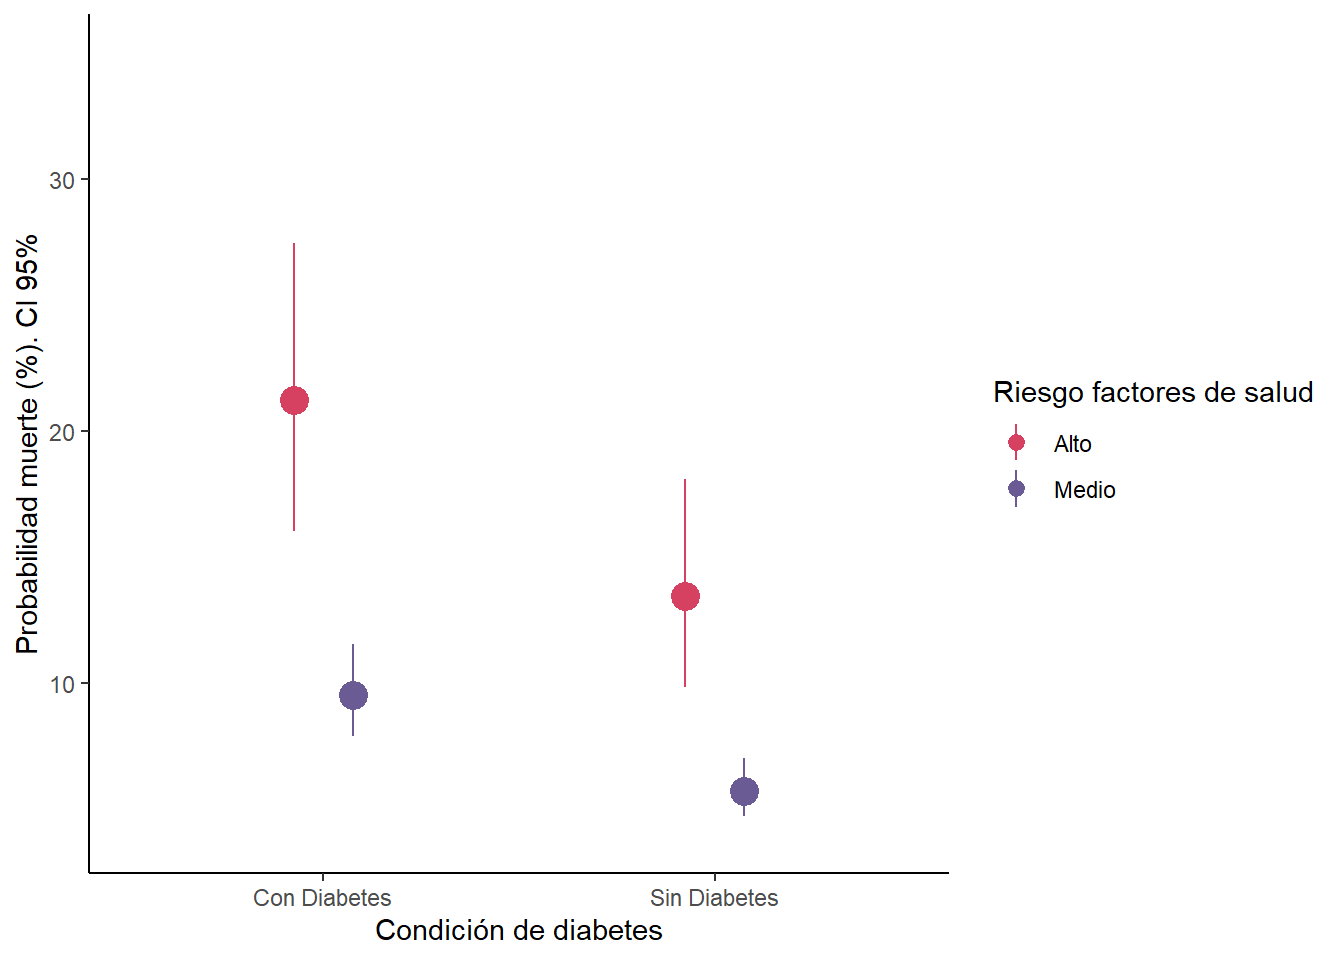 Probabilidad muerte (%). CI 95%
30
20
10
Con Diabetes
Sin Diabetes
Condición de diabetes
Riesgo factores de salud
Alto
Medio